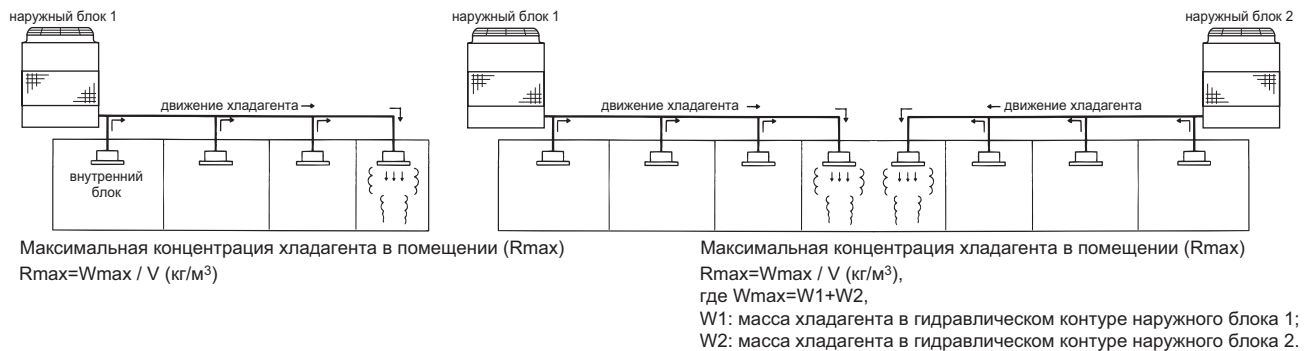 наружный блок 1
наружный блок 1
наружный блок 2
движение хладагента
движение хладагента
движение хладагента
внутренний
блок
Максимальная концентрация хладагента в помещении (Rmax)
Rmax=Wmax / V (кг/м³)
Максимальная концентрация хладагента в помещении (Rmax)
Rmax=Wmax / V (кг/м³),
где Wmax=W1+W2,
W1: масса хладагента в гидравлическом контуре наружного блока 1;
W2: масса хладагента в гидравлическом контуре наружного блока 2.